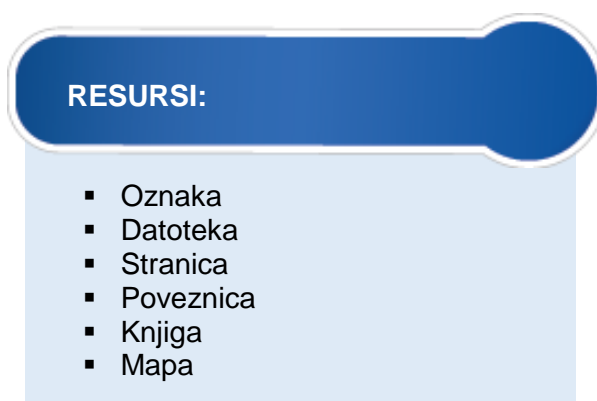 RESURSI:
▪ Oznaka
▪ Datoteka
▪ Stranica
▪ Poveznica
▪ Knjiga
▪ Mapa